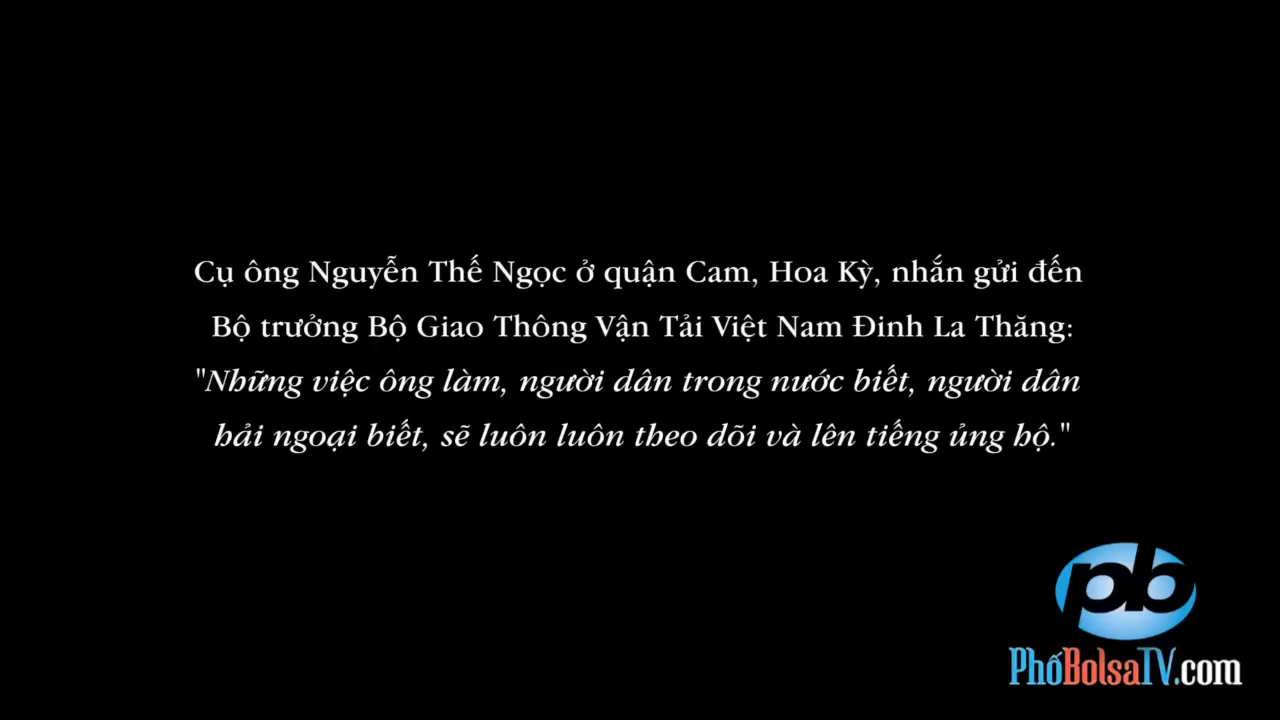 Cụ ông Nguyễn Thế Ngọc ở quận Cam, Hoa Kỳ, nhắn gửi đến
Bộ trưởng Bộ Giao Thông Vận Tải Việt Nam Đinh La Thăng:
"Những việc ông làm, người dân trong nước biết, người dân
hải ngoại biết, sẽ luôn luôn theo dõi và lên tiếng ủng hộ."
pb
PhốBolsaTV.com